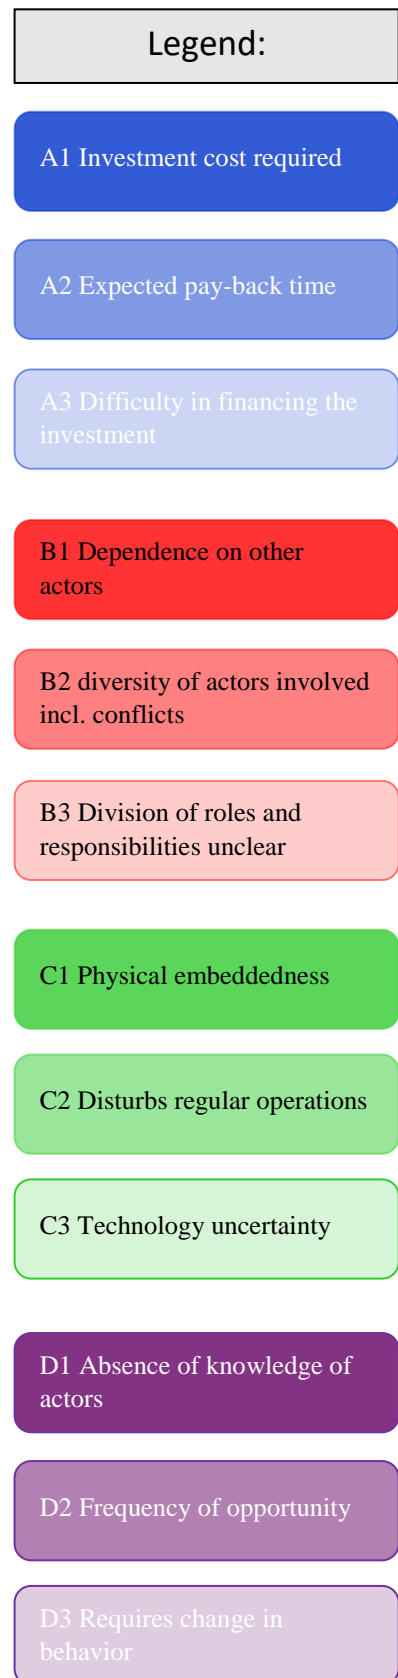 Legend:
A1 Investment cost required
A2 Expected pay-back time
A3 Difficulty in financing the
investment
B1 Dependence on other
actors
B2 diversity of actors involved
incl. conflicts
B3 Division of roles and
responsibilities unclear
C1 Physical embeddedness
C2 Disturbs regular operations
C3 Technology uncertainty
D1 Absence of knowledge of
actors
D2 Frequency of opportunity
D3 Requires change in
behavior